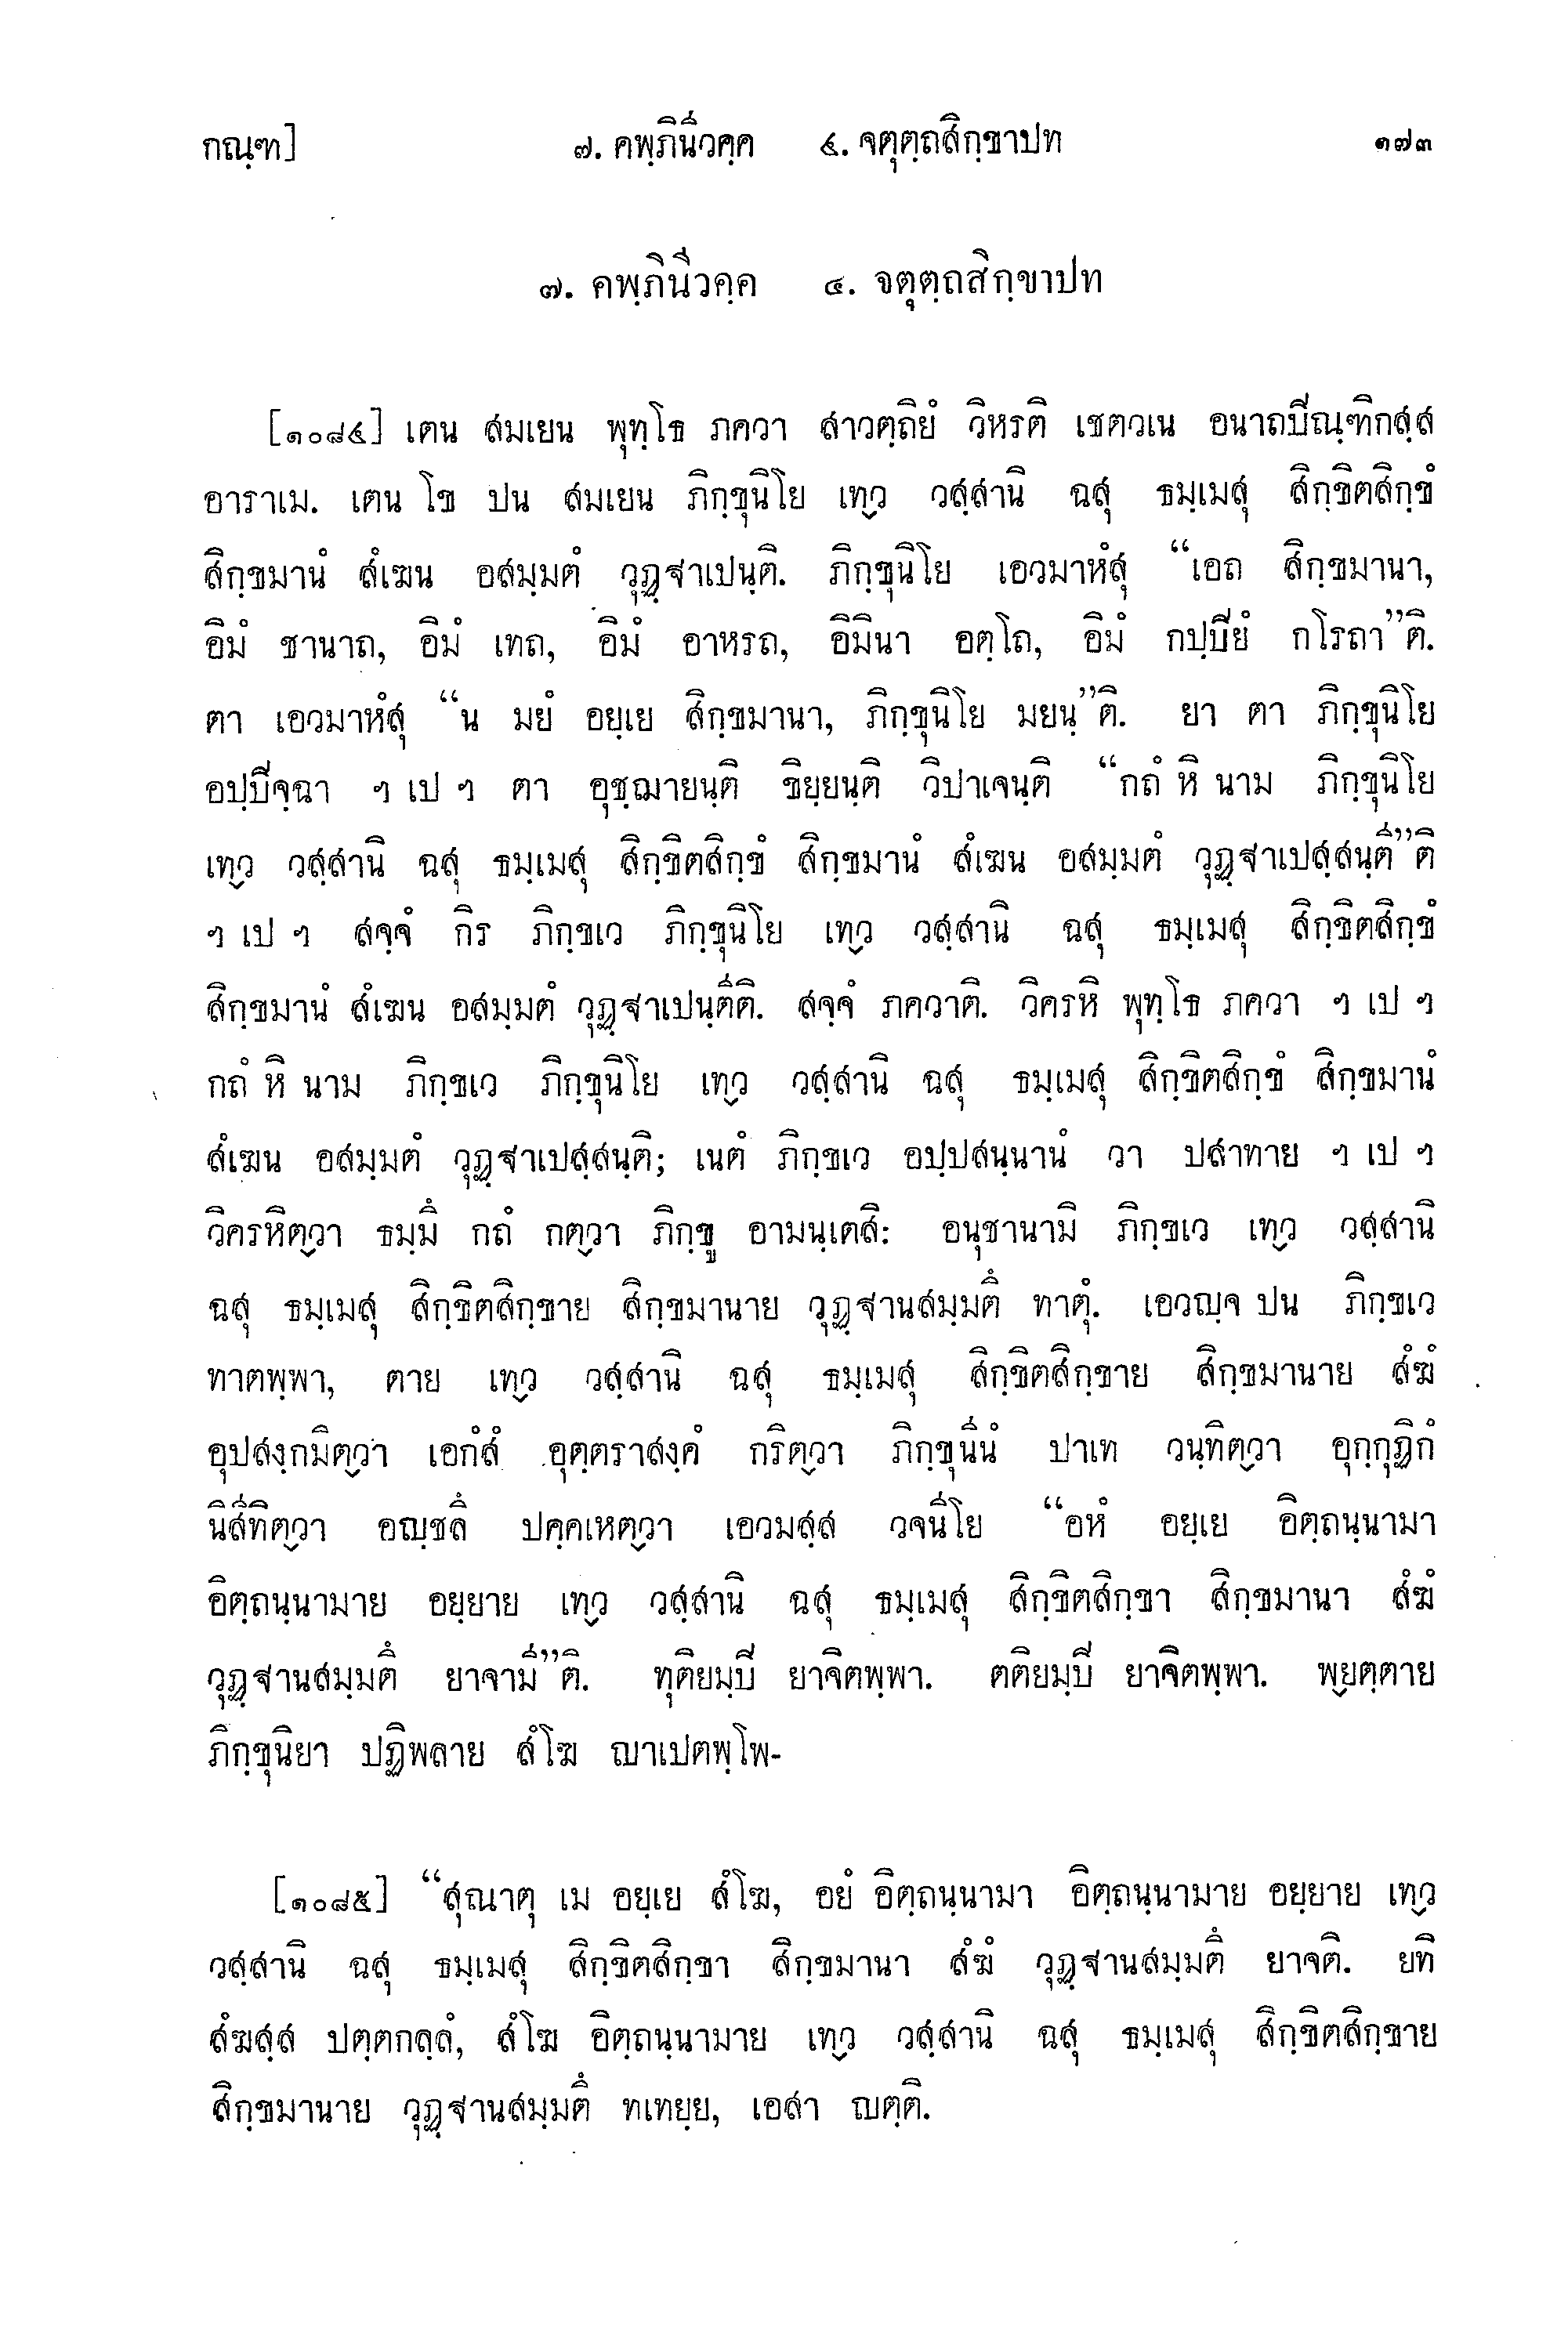 กณฺฑ] ๗. คพฺภินีวคฺค ๔. จตุตฺถสิกฺขาปท ๑๗๓
๗. คพฺภินีวคฺค ๔. จตุตฺถสิกฺขาปท
[๑๐๘๔] เตน สมเยน พุทฺโธ ภควา สาวตฺถิยํ วิหรติ เชตวเน อนาถปิณฺฑิกสฺส
อาราเม. เตน โข ปน สมเยน ภิกฺขุนิโย เทฺว วสฺสานิ ฉสุ ธมฺเมสุ สิกฺขิตสิกฺขํ
สิกฺขมานํ สํเฆน อสมฺมตํ วุฏฺฐาเปนฺติ. ภิกฺขุนิโย เอวมาหํสุ “เอถ สิกฺขมานา,
อิมํ ชานาถ, อิมํ เทถ, อิมํ อาหรถ, อิมินา อตฺโถ, อิมํ กปฺปิยํ กโรถา”ติ.
ตา เอวมาหํสุ “น มยํ อยฺเย สิกฺขมานา, ภิกฺขุนิโย มยนฺ”ติ. ยา ตา ภิกฺขุนิโย
อปฺปิจฺฉา ฯ เป ฯ ตา อุชฺฌายนฺติ ขิยฺยนฺติ วิปาเจนฺติ “กถํ หิ นาม ภิกฺขุนิโย
เทฺว วสฺสานิ ฉสุ ธมฺเมสุ สิกฺขิตสิกฺขํ สิกฺขมานํ สํเฆน อสมฺมตํ วุฏฺฐาเปสฺสนฺตี”ติ
ฯ เป ฯ สจฺจํ กิร ภิกฺขเว ภิกฺขุนิโย เทฺว วสฺสานิ ฉสุ ธมฺเมสุ สิกฺขิตสิกฺขํ
สิกฺขมานํ สํเฆน อสมฺมตํ วุฏฺฐาเปนฺตีติ. สจฺจํ ภควาติ. วิครหิ พุทฺโธ ภควา ฯ เป ฯ
กถํ หิ นาม ภิกฺขเว ภิกฺขุนิโย เทฺว วสฺสานิ ฉสุ ธมฺเมสุ สิกฺขิตสิกฺขํ สิกฺขมานํ
สํเฆน อสมฺมตํ วุฏฺฐาเปสฺสนฺติ; เนตํ ภิกฺขเว อปฺปสนฺนานํ วา ปสาทาย ฯ เป ฯ
วิครหิตฺวา ธมฺมึ กถํ กตฺวา ภิกฺขู อามนฺเตสิ: อนุชานามิ ภิกฺขเว เทฺว วสฺสานิ
ฉสุ ธมฺเมสุ สิกฺขิตสิกฺขาย สิกฺขมานาย วุฏฺฐานสมฺมตึ ทาตุํ. เอวญฺจ ปน ภิกฺขเว
ทาตพฺพา, ตาย เทฺว วสฺสานิ ฉสุ ธมฺเมสุ สิกฺขิตสิกฺขาย สิกฺขมานาย สํฆํ
อุปสงฺกมิตฺวา เอกํสํ อุตฺตราสงฺคํ กริตฺวา ภิกฺขุนีนํ ปาเท วนฺทิตฺวา อุกฺกุฏิกํ
นิสีทิตฺวา อญฺชลึ ปคฺคเหตฺวา เอวมสฺส วจนีโย “อหํ อยฺเย อิตฺถนฺนามา
อิตฺถนฺนามาย อยฺยาย เทฺว วสฺสานิ ฉสุ ธมฺเมสุ สิกฺขิตสิกฺขา สิกฺขมานา สํฆํ
วุฏฺฐานสมฺมตึ ยาจามี”ติ. ทุติยมฺปิ ยาจิตพฺพา. ตติยมฺปิ ยาจิตพฺพา. พฺยตฺตาย
ภิกฺขุนิยา ปฏิพลาย สํโฆ ญาเปตพฺโพ-
[๑๐๘๕] “สุณาตุ เม อยฺเย สํโฆ, อยํ อิตฺถนฺนามา อิตฺถนฺนามาย อยฺยาย เทฺว
วสฺสานิ ฉสุ ธมฺเมสุ สิกฺขิตสิกฺขา สิกฺขมานา สํฆํ วุฏฺฐานสมฺมตึ ยาจติ. ยทิ
สํฆสฺส ปตฺตกลฺลํ, สํโฆ อิตฺถนฺนามาย เทฺว วสฺสานิ ฉสุ ธมฺเมสุ สิกฺขิตสิกฺขาย
สิกฺขมานาย วุฏฺฐานสมฺมตึ ทเทยฺย, เอสา ญตฺติ.